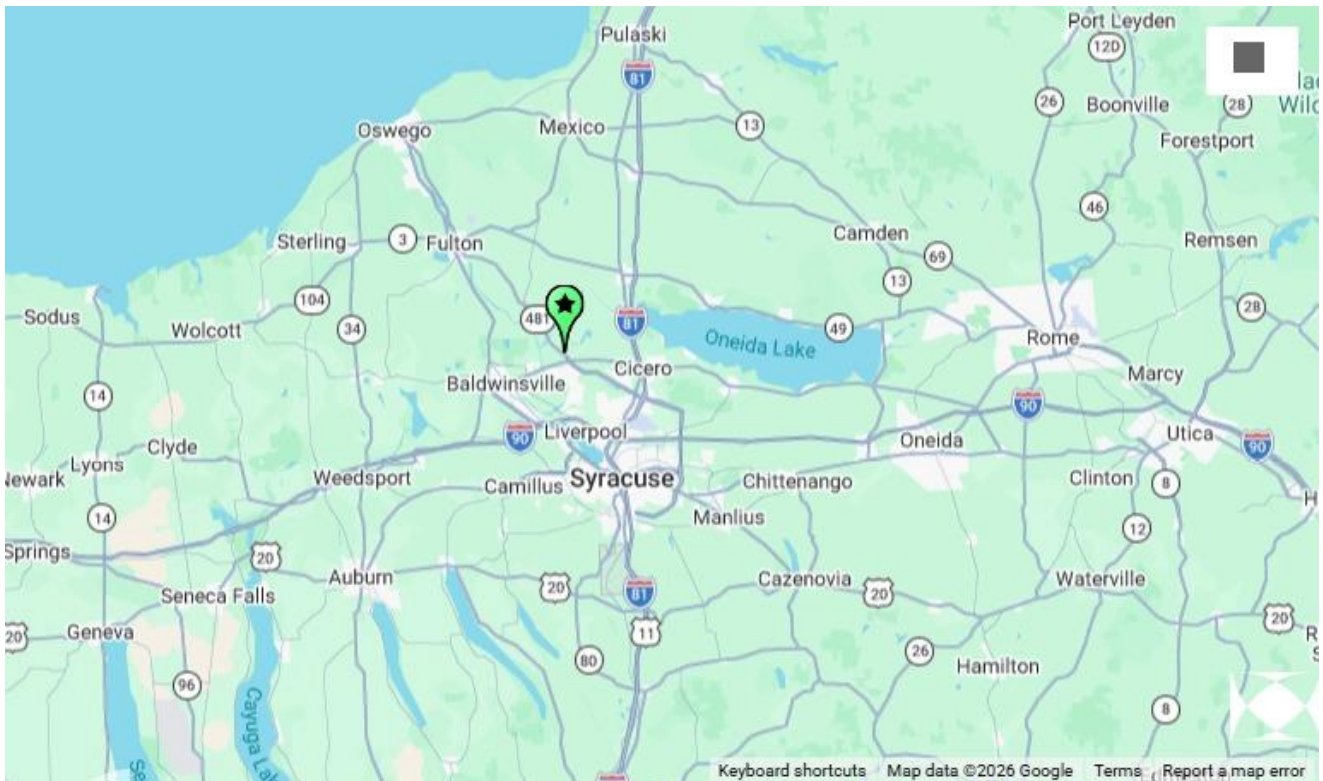 Pulaski
81
Port Leyden
12D
26
Boonville
28
Forestport
Oswego
Mexico
13
46
Sterling
3
Fulton
Camden
69
Remsen
13
104
481
81
Sodus
Wolcott
34
Oneida Lake
49
Rome
28
Cicero
Baldwinsville
Marcy
14
90
Liverpool
90
Oneida
Utica
90
Clyde
Lyons
Weedsport
Camillus
Syracuse
Chittenango
Clinton
8
14
Manlius
12
Springs
20
Auburn
20
81
Cazenovia
20
Waterville
Seneca Falls
20
Geneva
20
11
80
26
Hamilton
96
Cayuga
8
Keyboard shortcuts
Map data ©2026 Google
Terms
Report a map error